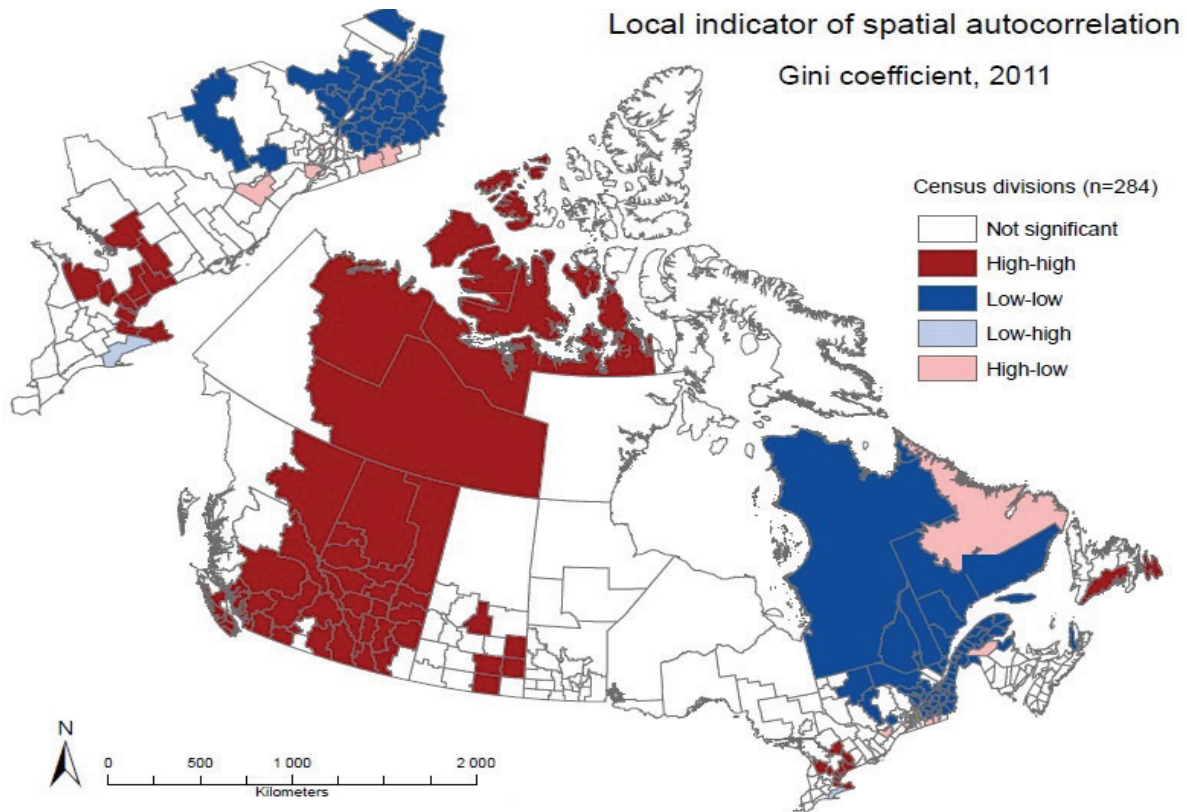 Local indicator of spatial autocorrelation
Gini coefficient, 2011
Census divisions (n=284)
Not significant
High-high
Low-low
Low-high
High-low
N
0 500 1 000 2 000
Kilometers